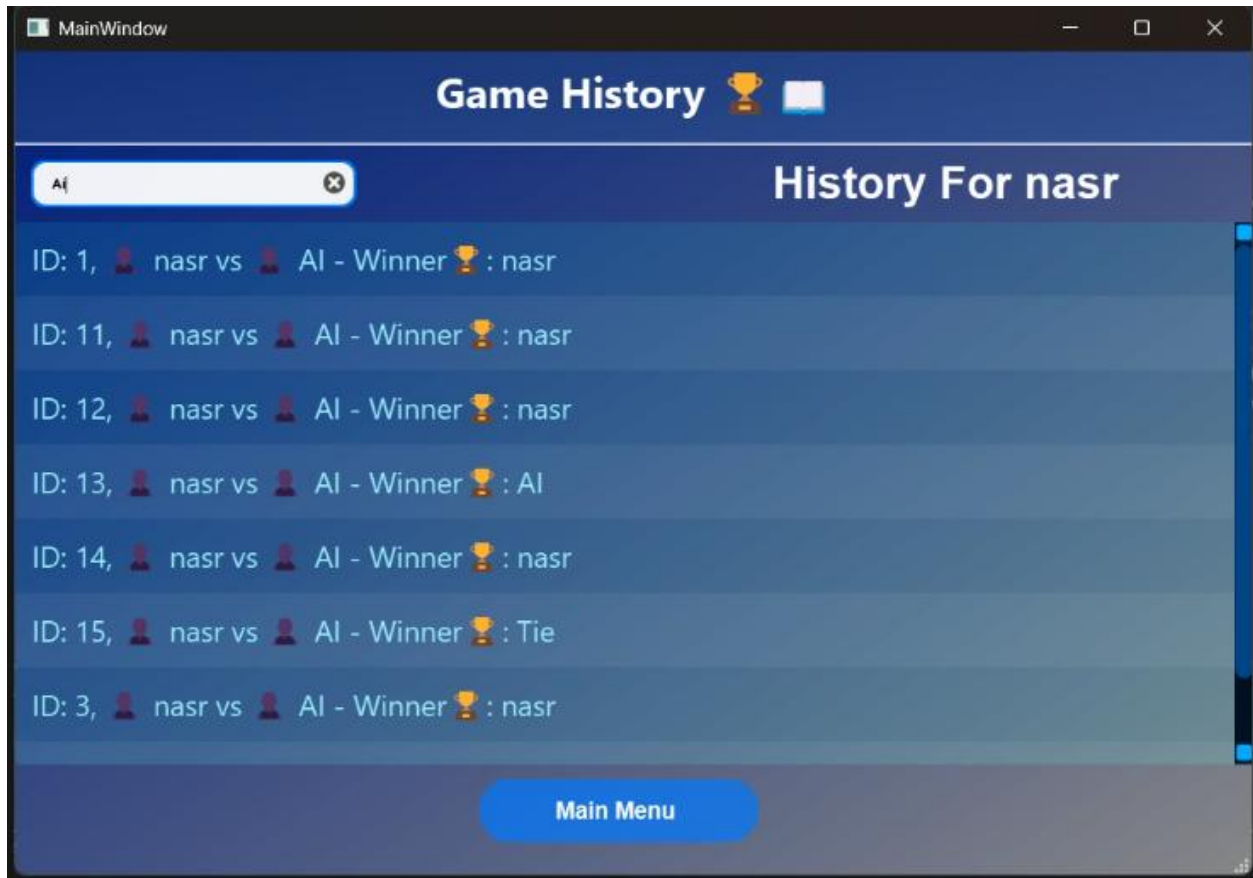 MainWindow
Game History 🏆 📖
Ai
History For nasr
ID: 1, 👤 nasr vs 👤 AI - Winner🏆: nasr
ID: 11, 👤 nasr vs 👤 AI - Winner🏆: nasr
ID: 12, 👤 nasr vs 👤 AI - Winner🏆: nasr
ID: 13, 👤 nasr vs 👤 AI - Winner🏆: AI
ID: 14, 👤 nasr vs 👤 AI - Winner🏆: nasr
ID: 15, 👤 nasr vs 👤 AI - Winner🏆: Tie
ID: 3, 👤 nasr vs 👤 AI - Winner🏆: nasr
Main Menu